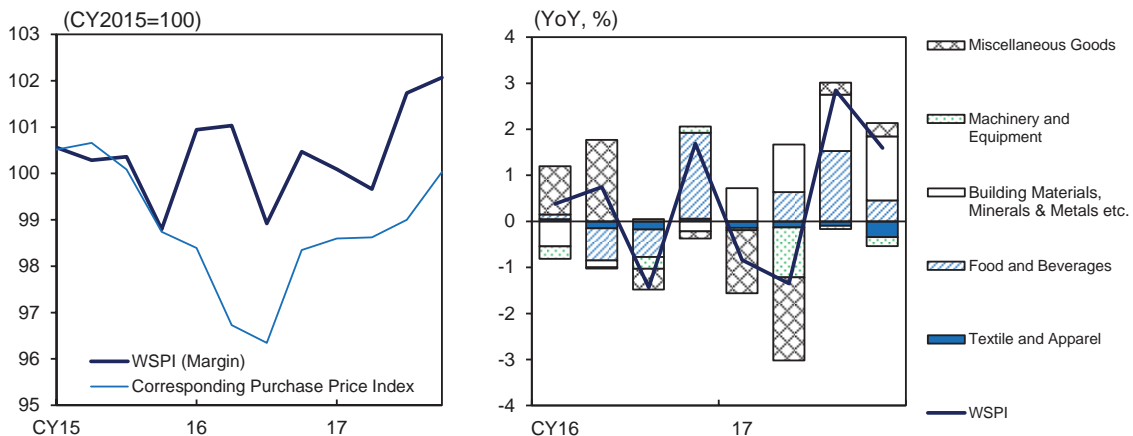 (CY2015=100)
103
102
101
100
99
98
97
96
95
CY15
16
17
WSPI (Margin)
Corresponding Purchase Price Index
(YoY, %)
4
3
2
1
0
-1
-2
-3
-4
CY16
17
Miscellaneous Goods
Machinery and
Equipment
Building Materials,
Minerals & Metals etc.
Food and Beverages
Textile and Apparel
WSPI